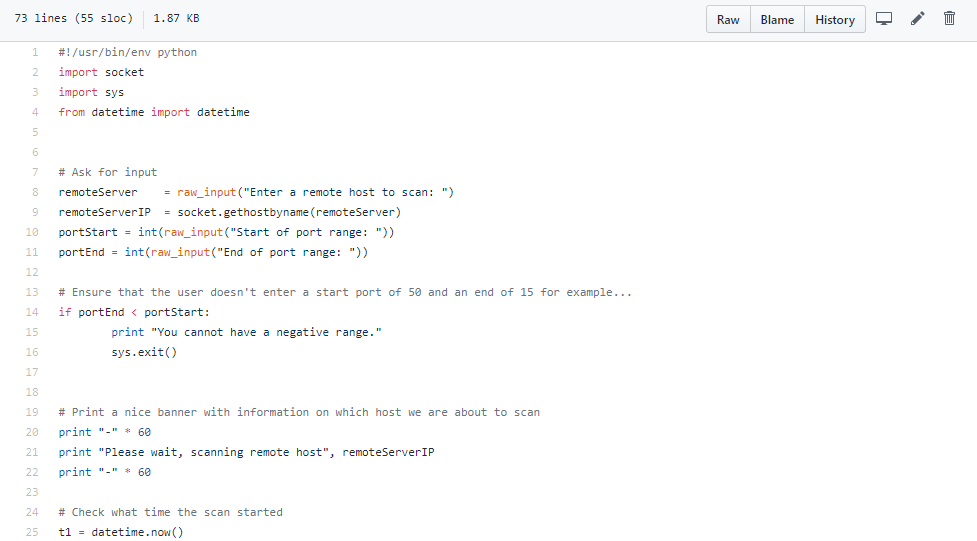 73 lines (55 sloc) 1.87 KB Raw Blame History
1 #!/usr/bin/env python
2 import socket
3 import sys
4 from datetime import datetime
5
6
7 # Ask for input
8 remoteServer    = raw_input("Enter a remote host to scan: ")
9 remoteServerIP  = socket.gethostbyname(remoteServer)
10 portStart = int(raw_input("Start of port range: "))
11 portEnd = int(raw_input("End of port range: "))
12
13 # Ensure that the user doesn't enter a start port of 50 and an end of 15 for example...
14 if portEnd < portStart:
15         print "You cannot have a negative range."
16         sys.exit()
17
18
19 # Print a nice banner with information on which host we are about to scan
20 print "-" * 60
21 print "Please wait, scanning remote host", remoteServerIP
22 print "-" * 60
23
24 # Check what time the scan started
25 t1 = datetime.now()